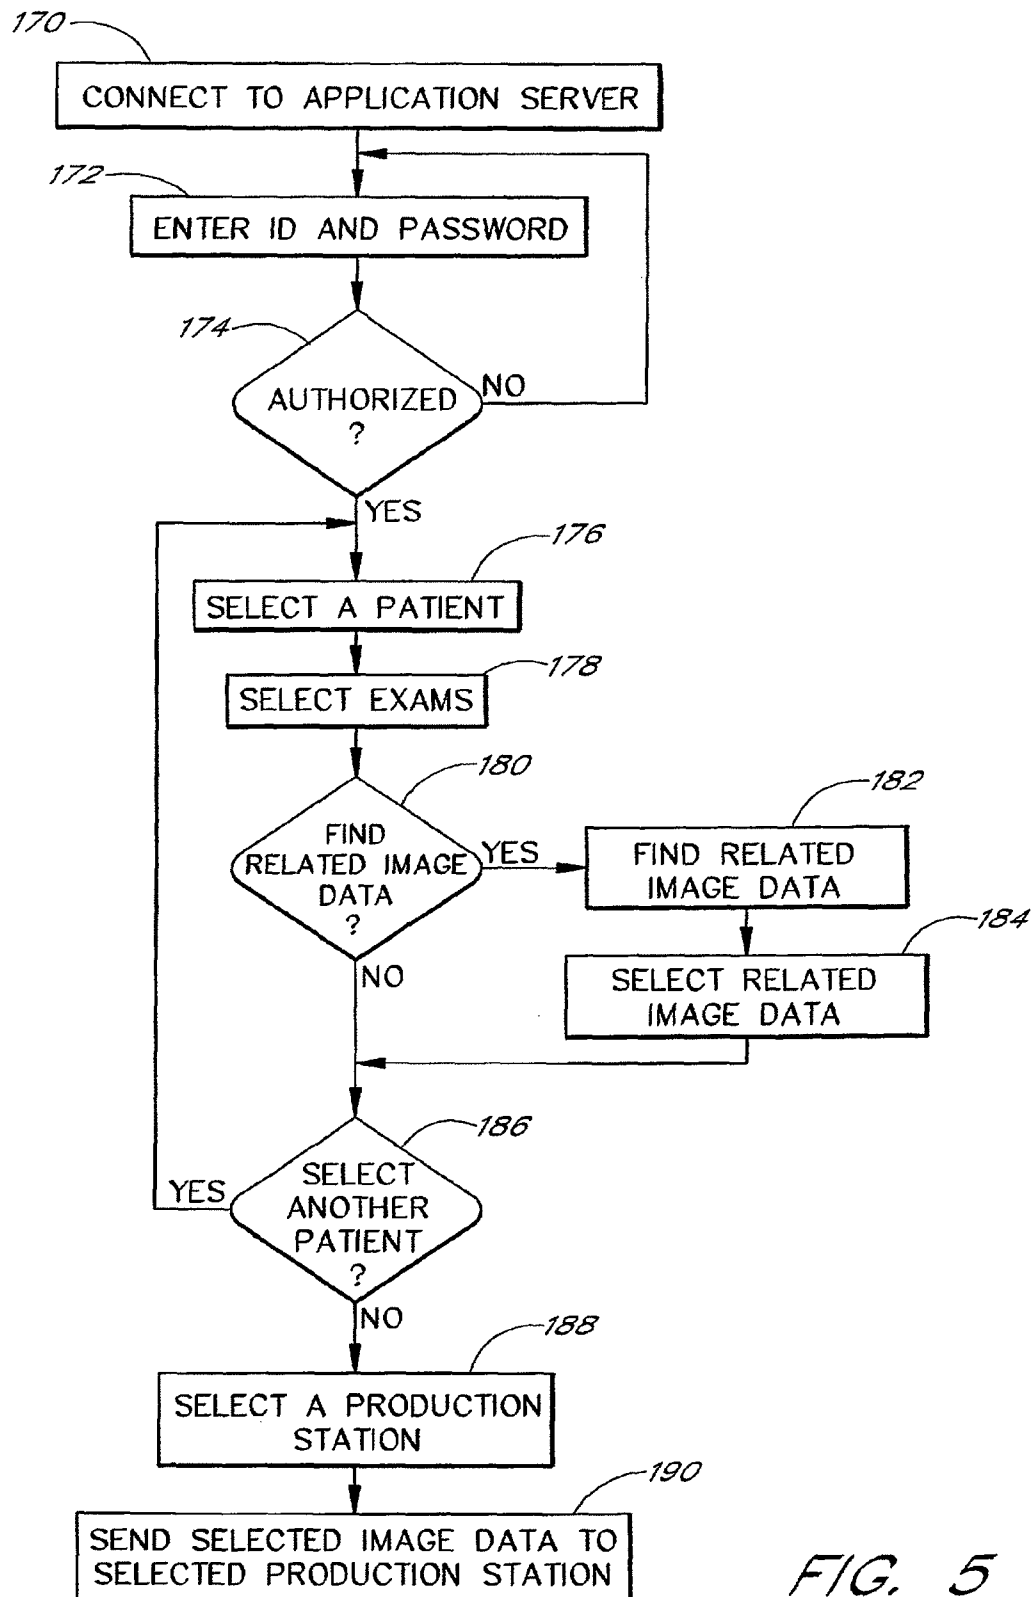 170
CONNECT TO APPLICATION SERVER
172
ENTER ID AND PASSWORD
174
AUTHORIZED
?
NO
YES
176
SELECT A PATIENT
178
SELECT EXAMS
180
FIND
RELATED IMAGE
DATA
?
YES
182
FIND RELATED
IMAGE DATA
184
SELECT RELATED
IMAGE DATA
NO
186
SELECT
ANOTHER
PATIENT
?
YES
NO
188
SELECT A PRODUCTION
STATION
190
SEND SELECTED IMAGE DATA TO
SELECTED PRODUCTION STATION
FIG. 5